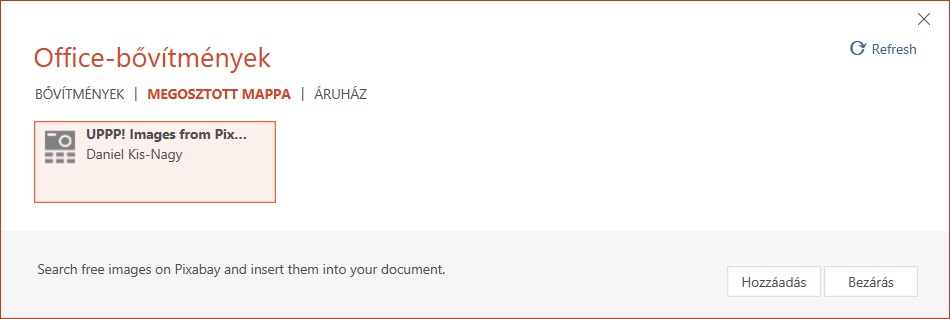 Office-bővítmények
Refresh
BŐVÍTMÉNYEK | MEGOSZTOTT MAPPA | ÁRUHÁZ
UPPP! Images from Pix...
Daniel Kis-Nagy
Search free images on Pixabay and insert them into your document.
Hozzáadás Bezárás